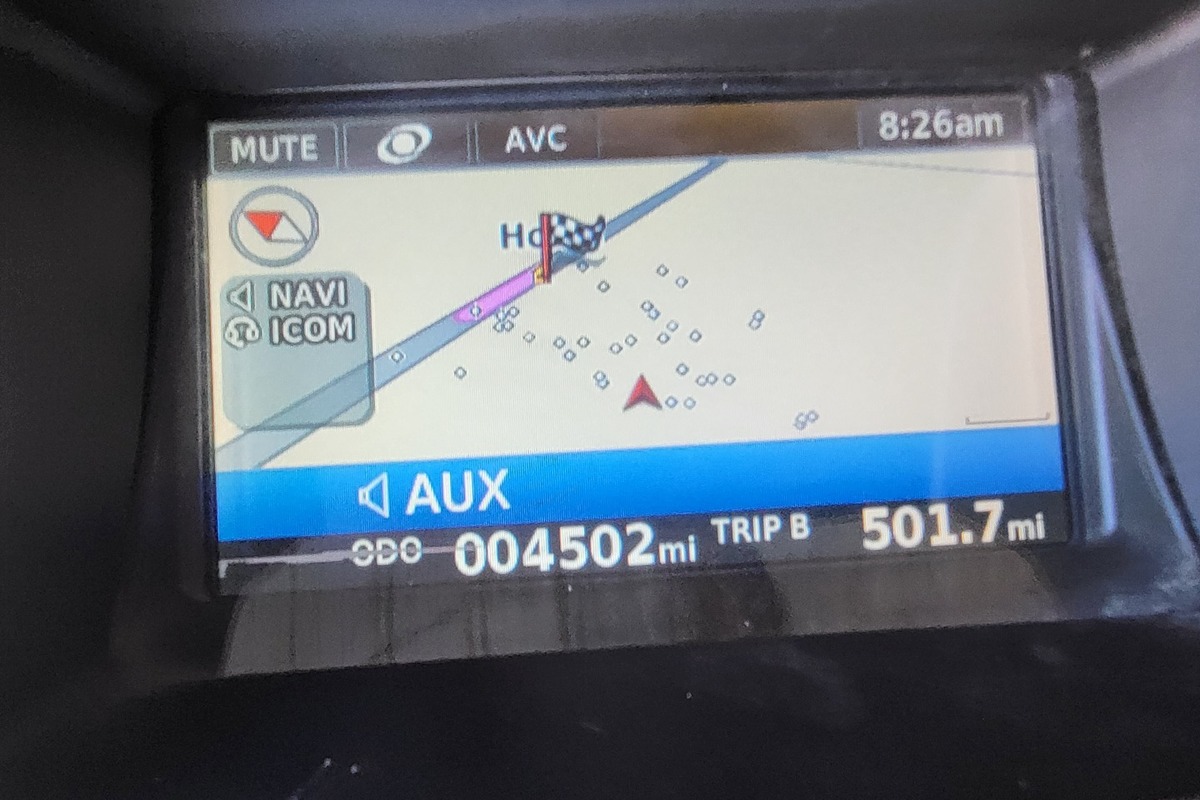 MUTE AVC 8:26am
NAVI
ICOM
AUX
ODO 004502mi TRIP B 501.7mi